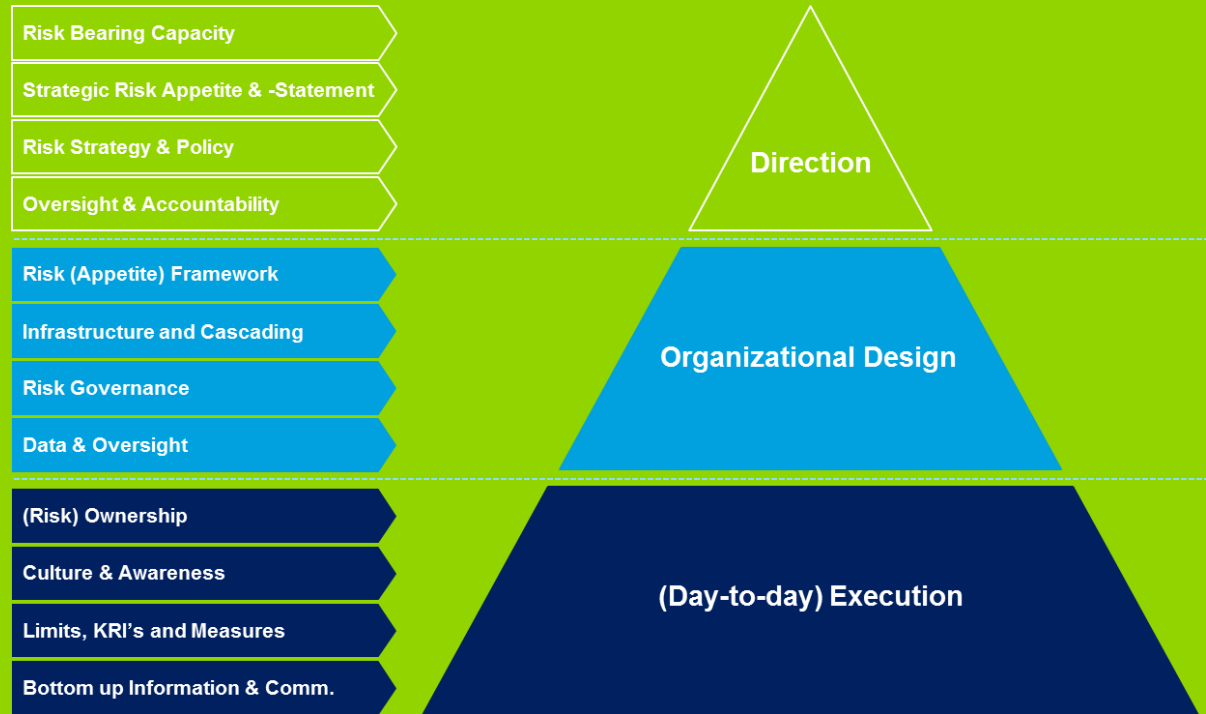 Risk Bearing Capacity
Strategic Risk Appetite & -Statement
Risk Strategy & Policy
Oversight & Accountability
Direction
Risk (Appetite) Framework
Infrastructure and Cascading
Risk Governance
Data & Oversight
Organizational Design
(Risk) Ownership
Culture & Awareness
Limits, KRI’s and Measures
Bottom up Information & Comm.
(Day-to-day) Execution